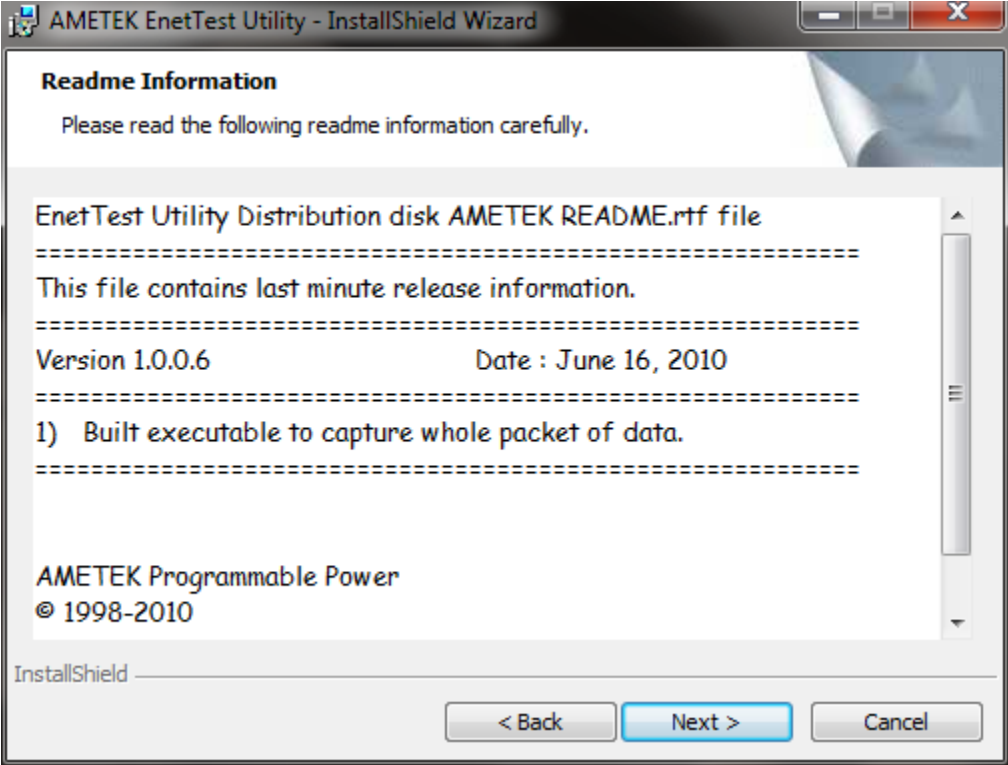 AMETEK EnetTest Utility - InstallShield Wizard
Readme Information
Please read the following readme information carefully.
EnetTest Utility Distribution disk AMETEK README.rtf file
===========================================================
This file contains last minute release information.
===========================================================
Version 1.0.0.6 Date : June 16, 2010
===========================================================
1) Built executable to capture whole packet of data.
===========================================================
AMETEK Programmable Power
© 1998-2010
InstallShield
< Back Next > Cancel